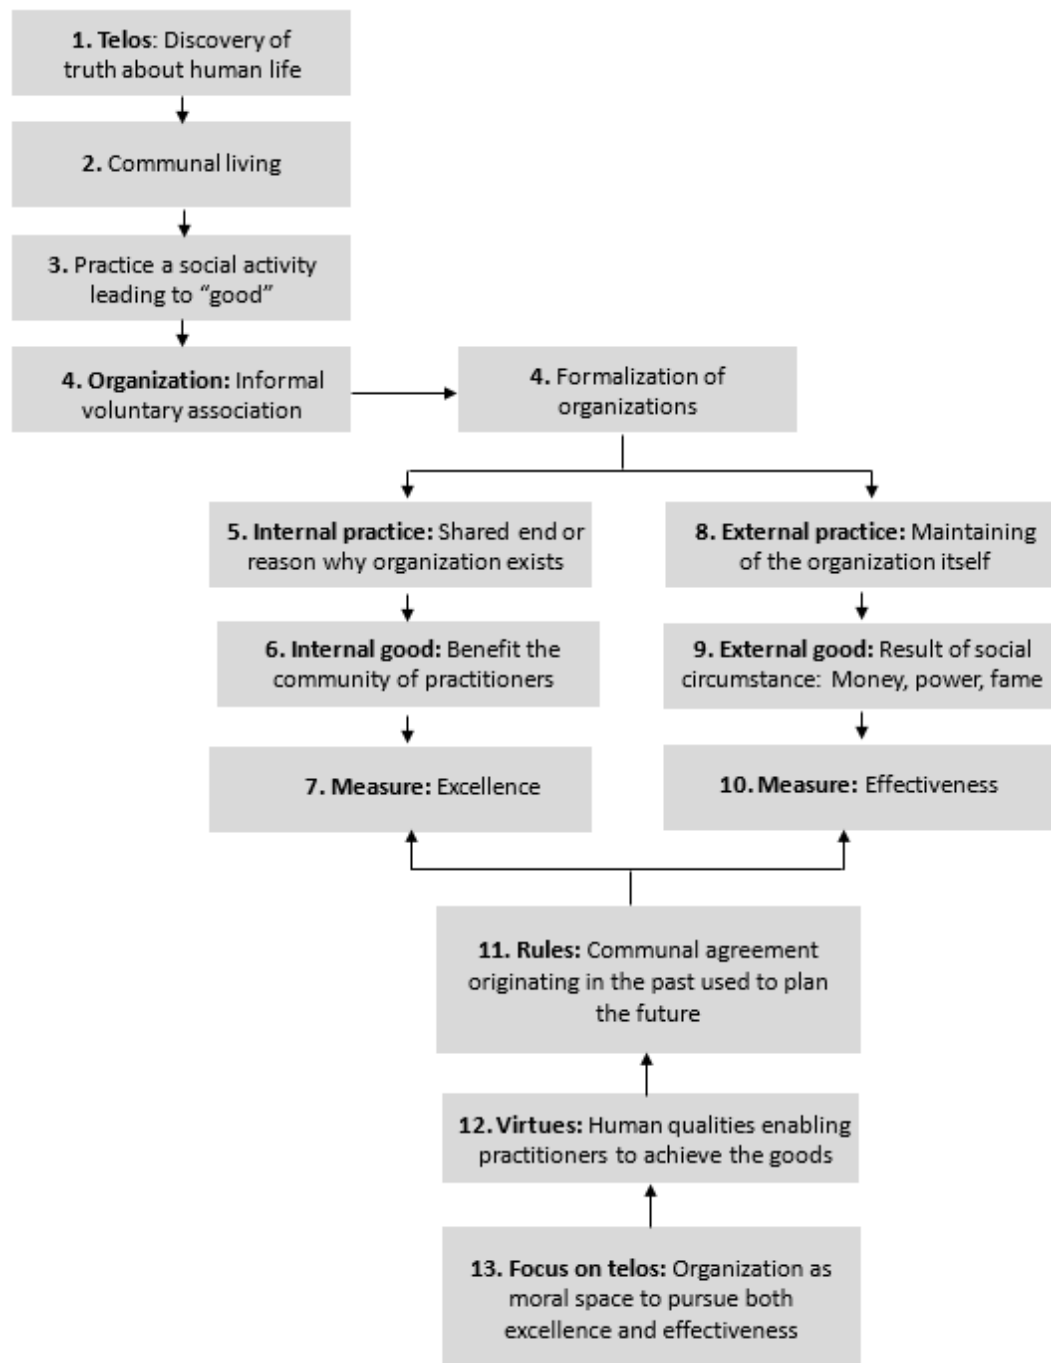 1. Telos: Discovery of
truth about human life
2. Communal living
3. Practice a social activity
leading to “good”
4. Organization: Informal
voluntary association
4. Formalization of
organizations
5. Internal practice: Shared end or
reason why organization exists
6. Internal good: Benefit the
community of practitioners
7. Measure: Excellence
8. External practice: Maintaining
of the organization itself
9. External good: Result of social
circumstance: Money, power, fame
10. Measure: Effectiveness
11. Rules: Communal agreement
originating in the past used to plan
the future
12. Virtues: Human qualities enabling
practitioners to achieve the goods
13. Focus on telos: Organization as
moral space to pursue both
excellence and effectiveness